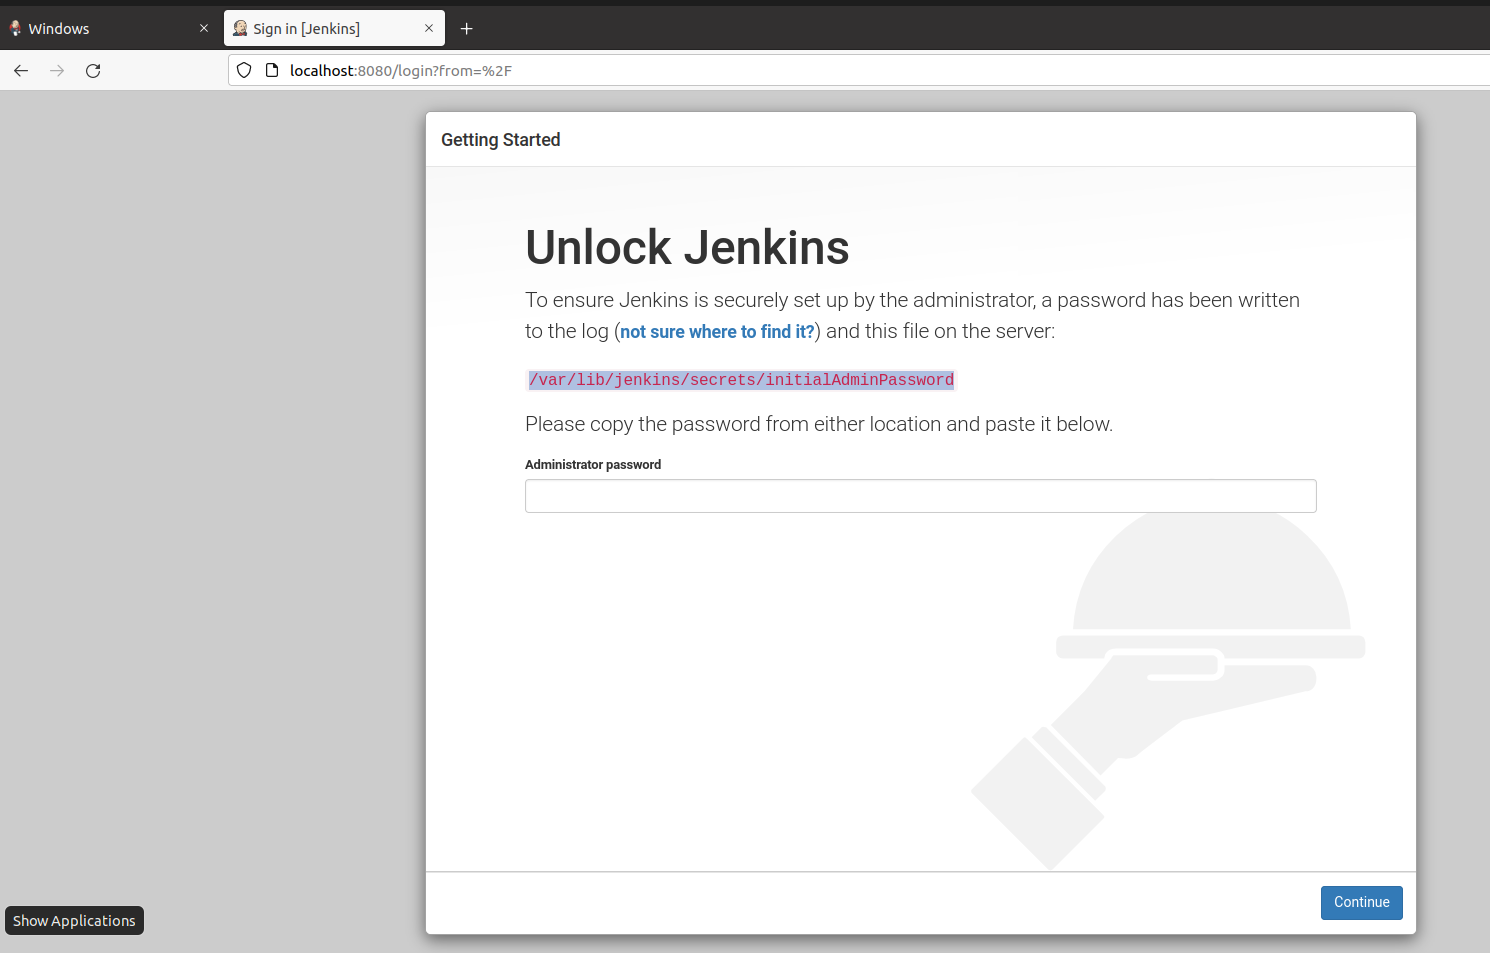 Windows
Sign in [Jenkins]
localhost:8080/login?from=%2F
Getting Started
Unlock Jenkins
To ensure Jenkins is securely set up by the administrator, a password has been written
to the log (not sure where to find it?) and this file on the server:
/var/lib/jenkins/secrets/initialAdminPassword
Please copy the password from either location and paste it below.
Administrator password
Continue
Show Applications